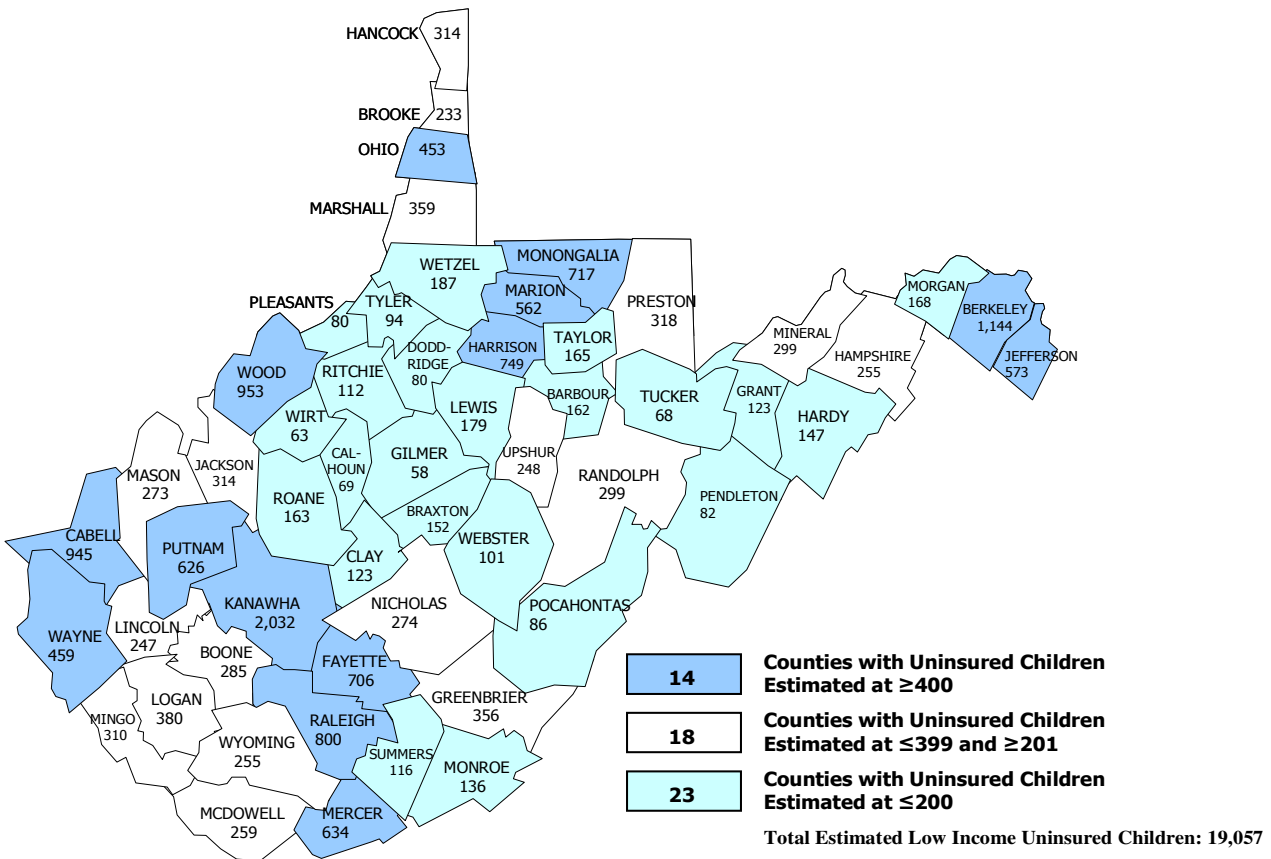 HANCOCK 314
BROOKE 233
OHIO 453
MARSHALL 359
WETZEL
187
MONONGALIA
717
MARION
562
PRESTON
318
PLEASANTS
80
TYLER
94
DODD-
RIDGE
80
HARRISON
749
TAYLOR
165
MORGAN
168
BERKELEY
1,144
JEFFERSON
573
MINERAL
299
HAMPSHIRE
255
WOOD
953
RITCHIE
112
WIRT
63
LEWIS
179
BARBOUR
162
TUCKER
68
GRANT
123
HARDY
147
MASON
273
JACKSON
314
CAL-
HOUN
69
GILMER
58
UPSHUR
248
RANDOLPH
299
PENDLETON
82
ROANE
163
BRAXTON
152
WEBSTER
101
CABELL
945
PUTNAM
626
CLAY
123
KANAWHA
2,032
NICHOLAS
274
POCAHONTAS
86
WAYNE
459
LINCOLN
247
BOONE
285
FAYETTE
706
GREENBRIER
356
LOGAN
380
MINGO
310
WYOMING
255
RALEIGH
800
SUMMERS
116
MONROE
136
MCDOWELL
259
MERCER
634
14 Counties with Uninsured Children
Estimated at ≥400
18 Counties with Uninsured Children
Estimated at ≤399 and ≥201
23 Counties with Uninsured Children
Estimated at ≤200
Total Estimated Low Income Uninsured Children: 19,057